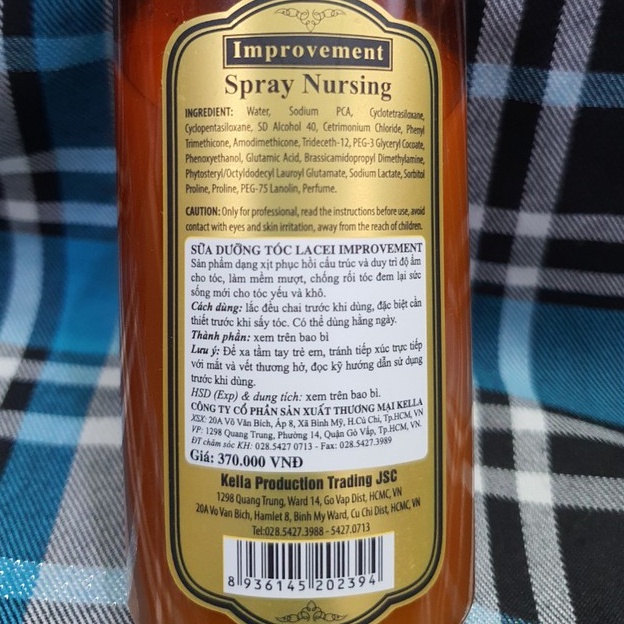 Improvement
Spray Nursing
INGREDIENT: Water, Sodium PCA, Cyclotetrasiloxane,
Cyclopentasiloxane, SD Alcohol 40, Cetrimonium Chloride, Phenyl
Trimethicone, Amodimethicone, Trideceth-12, PEG-3 Glyceryl Cocoate,
Phenoxyethanol, Glutamic Acid, Brassicamidopropyl Dimethylamine,
Phytosteryl/Octyldodecyl Lauroyl Glutamate, Sodium Lactate, Sorbitol
Proline, Proline, PEG-75 Lanolin, Perfume.
CAUTION: Only for professional, read the instructions before use, avoid
contact with eyes and skin irritation, away from the reach of children.
SỮA DƯỠNG TÓC LACEI IMPROVEMENT
Sản phẩm dạng xịt phục hồi cấu trúc và duy trì độ ẩm
cho tóc, làm mềm mượt, chống rối tóc đem lại sức
sống mới cho tóc yếu và khô.
Cách dùng: lắc đều chai trước khi dùng, đặc biệt cần
thiết trước khi sấy tóc. Có thể dùng hằng ngày.
Thành phần: xem trên bao bì
Lưu ý: Để xa tầm tay trẻ em, tránh tiếp xúc trực tiếp
với mắt và vết thương hở, đọc kỹ hướng dẫn sử dụng
trước khi dùng.
HSD (Exp) & dung tích: xem trên bao bì.
CÔNG TY CỔ PHẦN SẢN XUẤT THƯƠNG MẠI KELLA
XSX: 20A Võ Văn Bích, Ấp 8, Xã Bình Mỹ, H.Củ Chi, Tp.HCM, VN
VP: 1298 Quang Trung, Phường 14, Quận Gò Vấp, Tp.HCM, VN.
ĐT chăm sóc KH: 028.5427 0713 - Fax: 028.5427.3989
Giá: 370.000 VNĐ
Kella Production Trading JSC
1298 Quang Trung, Ward 14, Go Vap Dist, HCMC, VN
20A Vo Van Bich, Hamlet 8, Binh My Ward, Cu Chi Dist, HCMC, VN
Tel:028.5427.3988 - 5427.0713
8 936145 202394